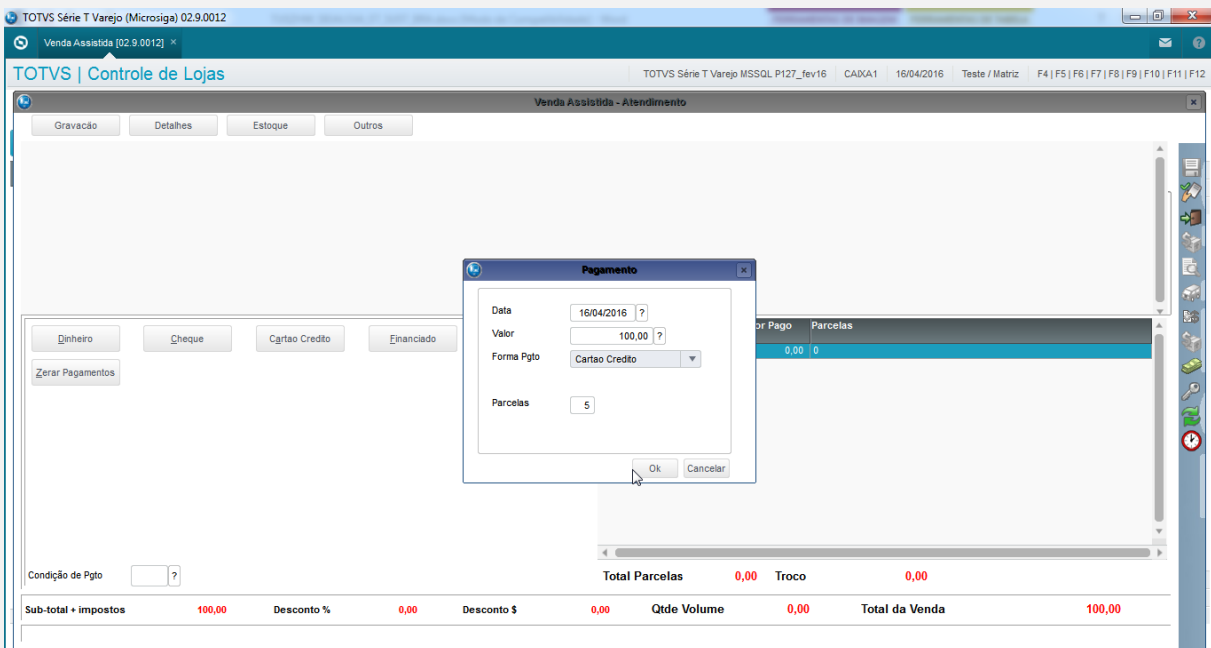 TOTVS Série T Varejo (Microsiga) 02.9.0012
Venda Assistida [02.9.0012] ×
TOTVS | Controle de Lojas
TOTVS Série T Varejo MSSQL P127_fev16 CAIXA1 16/04/2016 Teste / Matriz F4 | F5 | F6 | F7 | F8 | F9 | F10 | F11 | F12
Venda Assistida - Atendimento
Gravacão Detalhes Estoque Outros
Pagamento
Data 16/04/2016 ?
Valor 100,00 ?
Forma Pgto Cartao Credito
Parcelas 5
Ok Cancelar
Dinheiro Cheque Cartao Credito Financiado
Zerar Pagamentos
or Pago Parcelas
0,00 0
Condição de Pgto ?
Total Parcelas 0,00 Troco 0,00
Sub-total + impostos 100,00 Desconto % 0,00 Desconto $ 0,00 Qtde Volume 0,00 Total da Venda 100,00